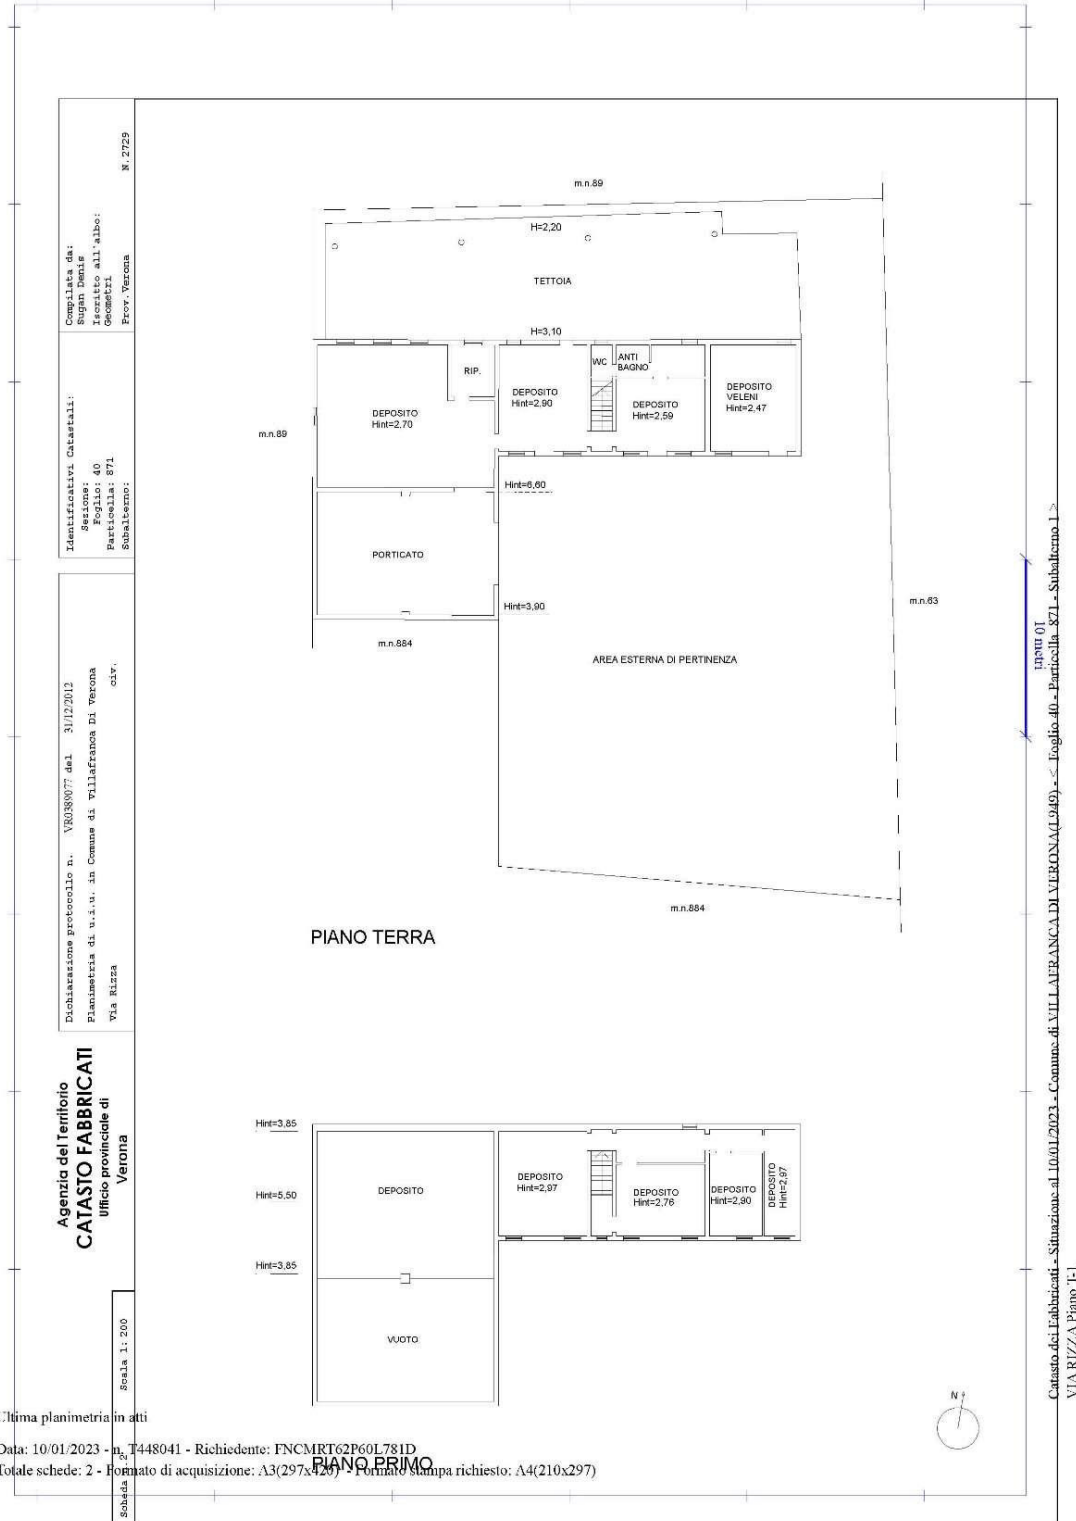 Agenzia del Territorio
CATASTO FABBRICATI
Ufficio provinciale di
Verona
Dichiarazione protocollo n. VR0389077 del 31/12/2012
Planimetria di u.i.u. in Comune di Villafranca Di Verona
Via Rizza civ.
Identificativi Catastali:
Sezione:
Foglio: 40
Particella: 871
Subalterno:
Compilata da:
Sugan Denis
Iscritto all'albo:
Geometri
Prov. Verona N. 2729
Scala 1: 200
m.n.89
H=2,20
TETTOIA
H=3,10
RIP.
WC
ANTI
BAGNO
DEPOSITO
Hint=2,70
DEPOSITO
Hint=2,90
DEPOSITO
Hint=2,59
DEPOSITO
VELENI
Hint=2,47
m.n.89
Hint=6,60
PORTICATO
Hint=3,90
m.n.884
AREA ESTERNA DI PERTINENZA
m.n.63
m.n.884
PIANO TERRA
Hint=3,85
DEPOSITO
Hint=5,50
Hint=3,85
DEPOSITO
Hint=2,97
DEPOSITO
Hint=2,76
DEPOSITO
Hint=2,90
DEPOSITO
Hint=2,97
VUOTO
N
PIANO PRIMO
10 metri
Catasto dei Fabbricati - Situazione al 10/01/2023 - Comune di VILLAFRANCA DI VERONA(L949) - < Foglio 40 - Particella 871 - Subalterno 1 >
VIA RIZZA Piano T-1
Ultima planimetria in atti
Data: 10/01/2023 - n. T448041 - Richiedente: FNCMRT62P60L781D
Totale schede: 2 - Formato di acquisizione: A3(297x420) - Formato stampa richiesto: A4(210x297)